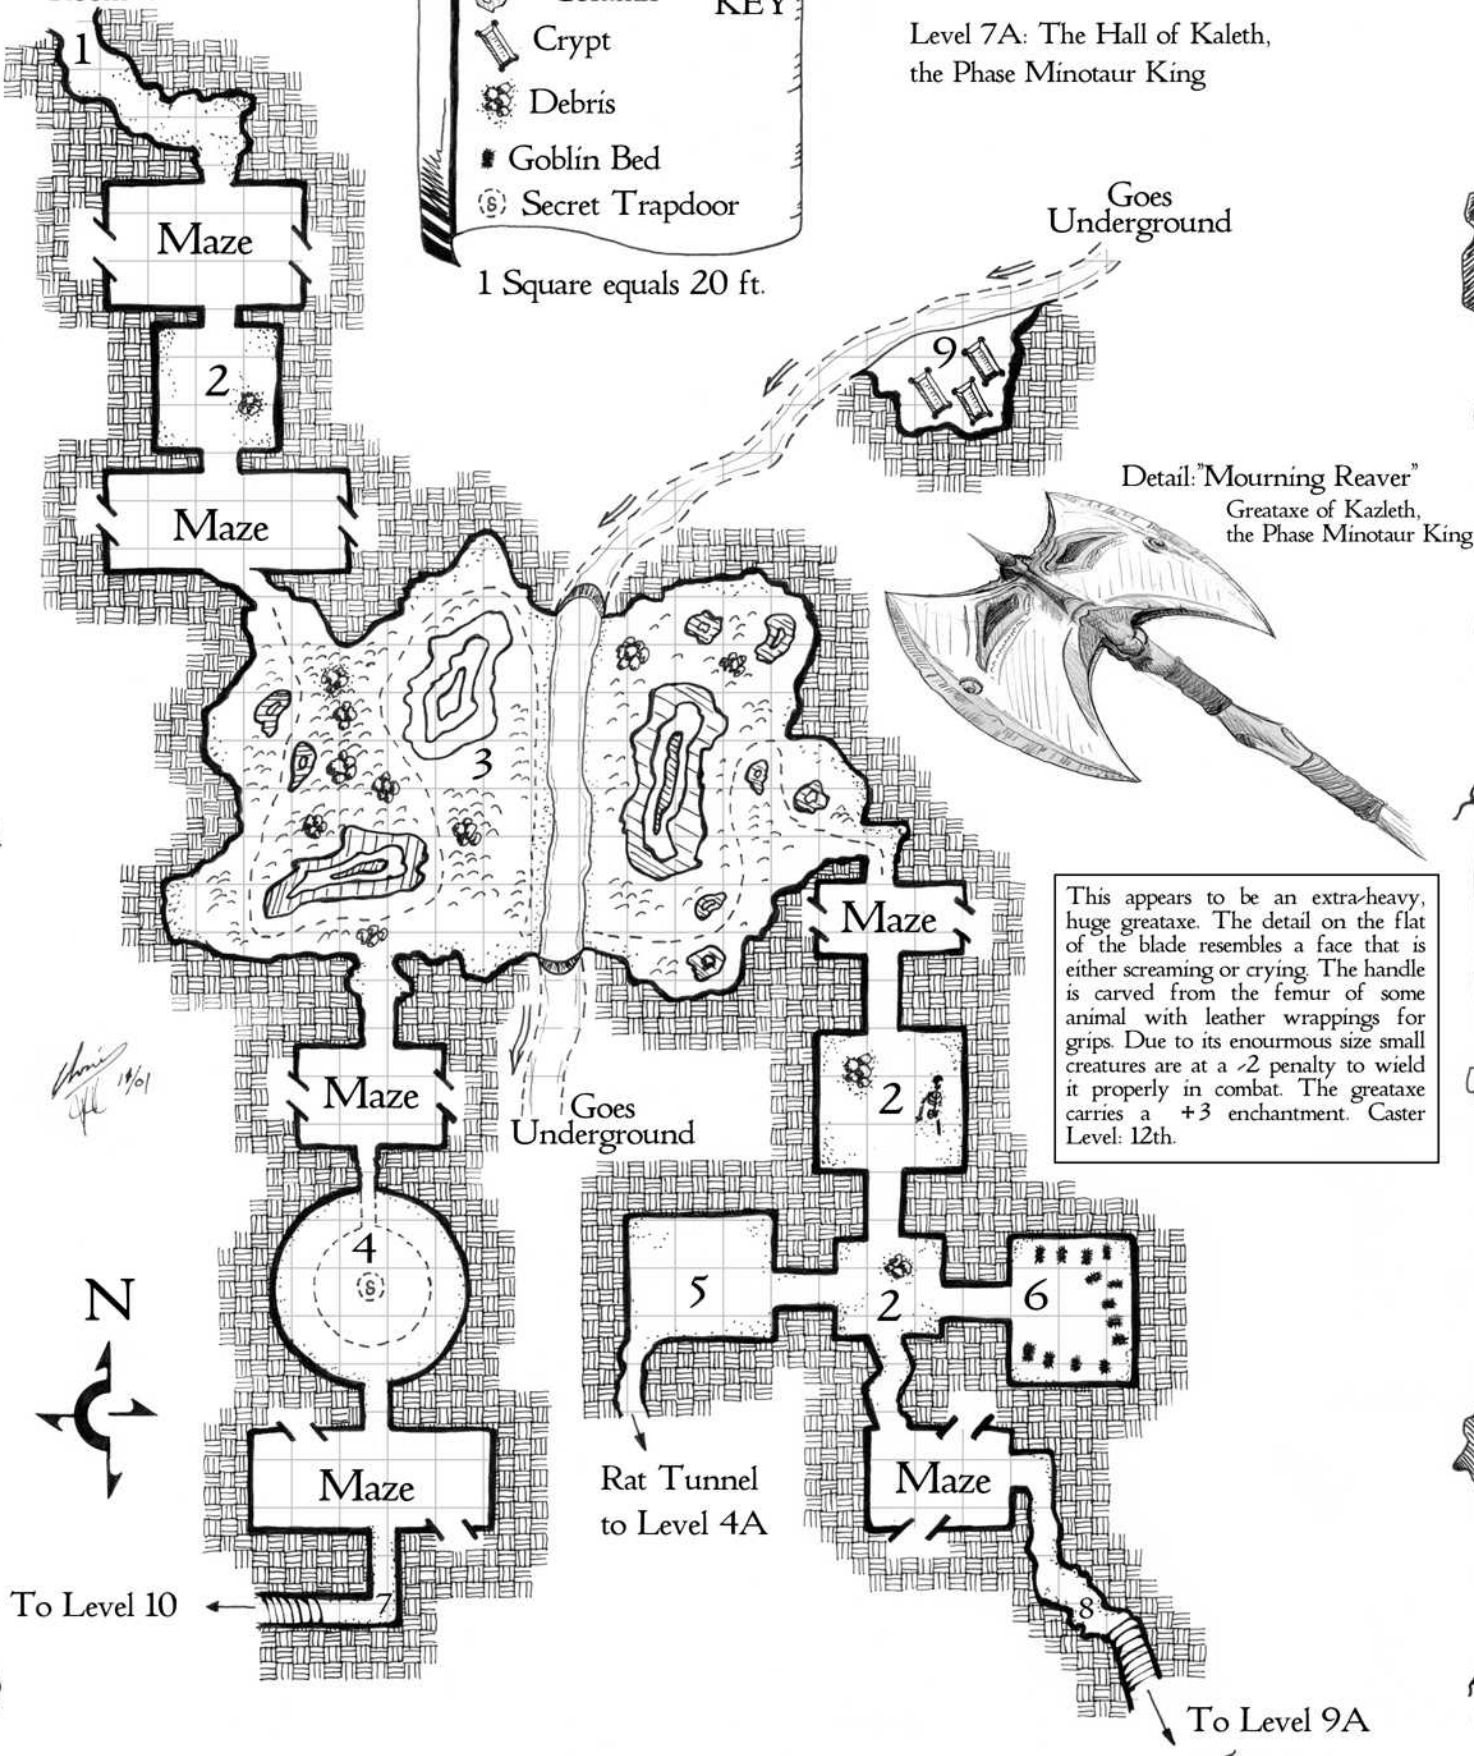 KEY
Crypt
Debris
Goblin Bed
Secret Trapdoor
1 Square equals 20 ft.
Level 7A: The Hall of Kaleth,
the Phase Minotaur King
1
Maze
2
Maze
Goes
Underground
9
Detail:"Mourning Reaver"
Greataxe of Kazleth,
the Phase Minotaur King
3
This appears to be an extra-heavy,
huge greataxe. The detail on the flat
of the blade resembles a face that is
either screaming or crying. The handle
is carved from the femur of some
animal with leather wrappings for
grips. Due to its enourmous size small
creatures are at a -2 penalty to wield
it properly in combat. The greataxe
carries a +3 enchantment. Caster
Level: 12th.
Maze
2
Maze
Goes
Underground
4
S
N
5
2
6
Maze
Rat Tunnel
to Level 4A
Maze
To Level 10
7
8
To Level 9A